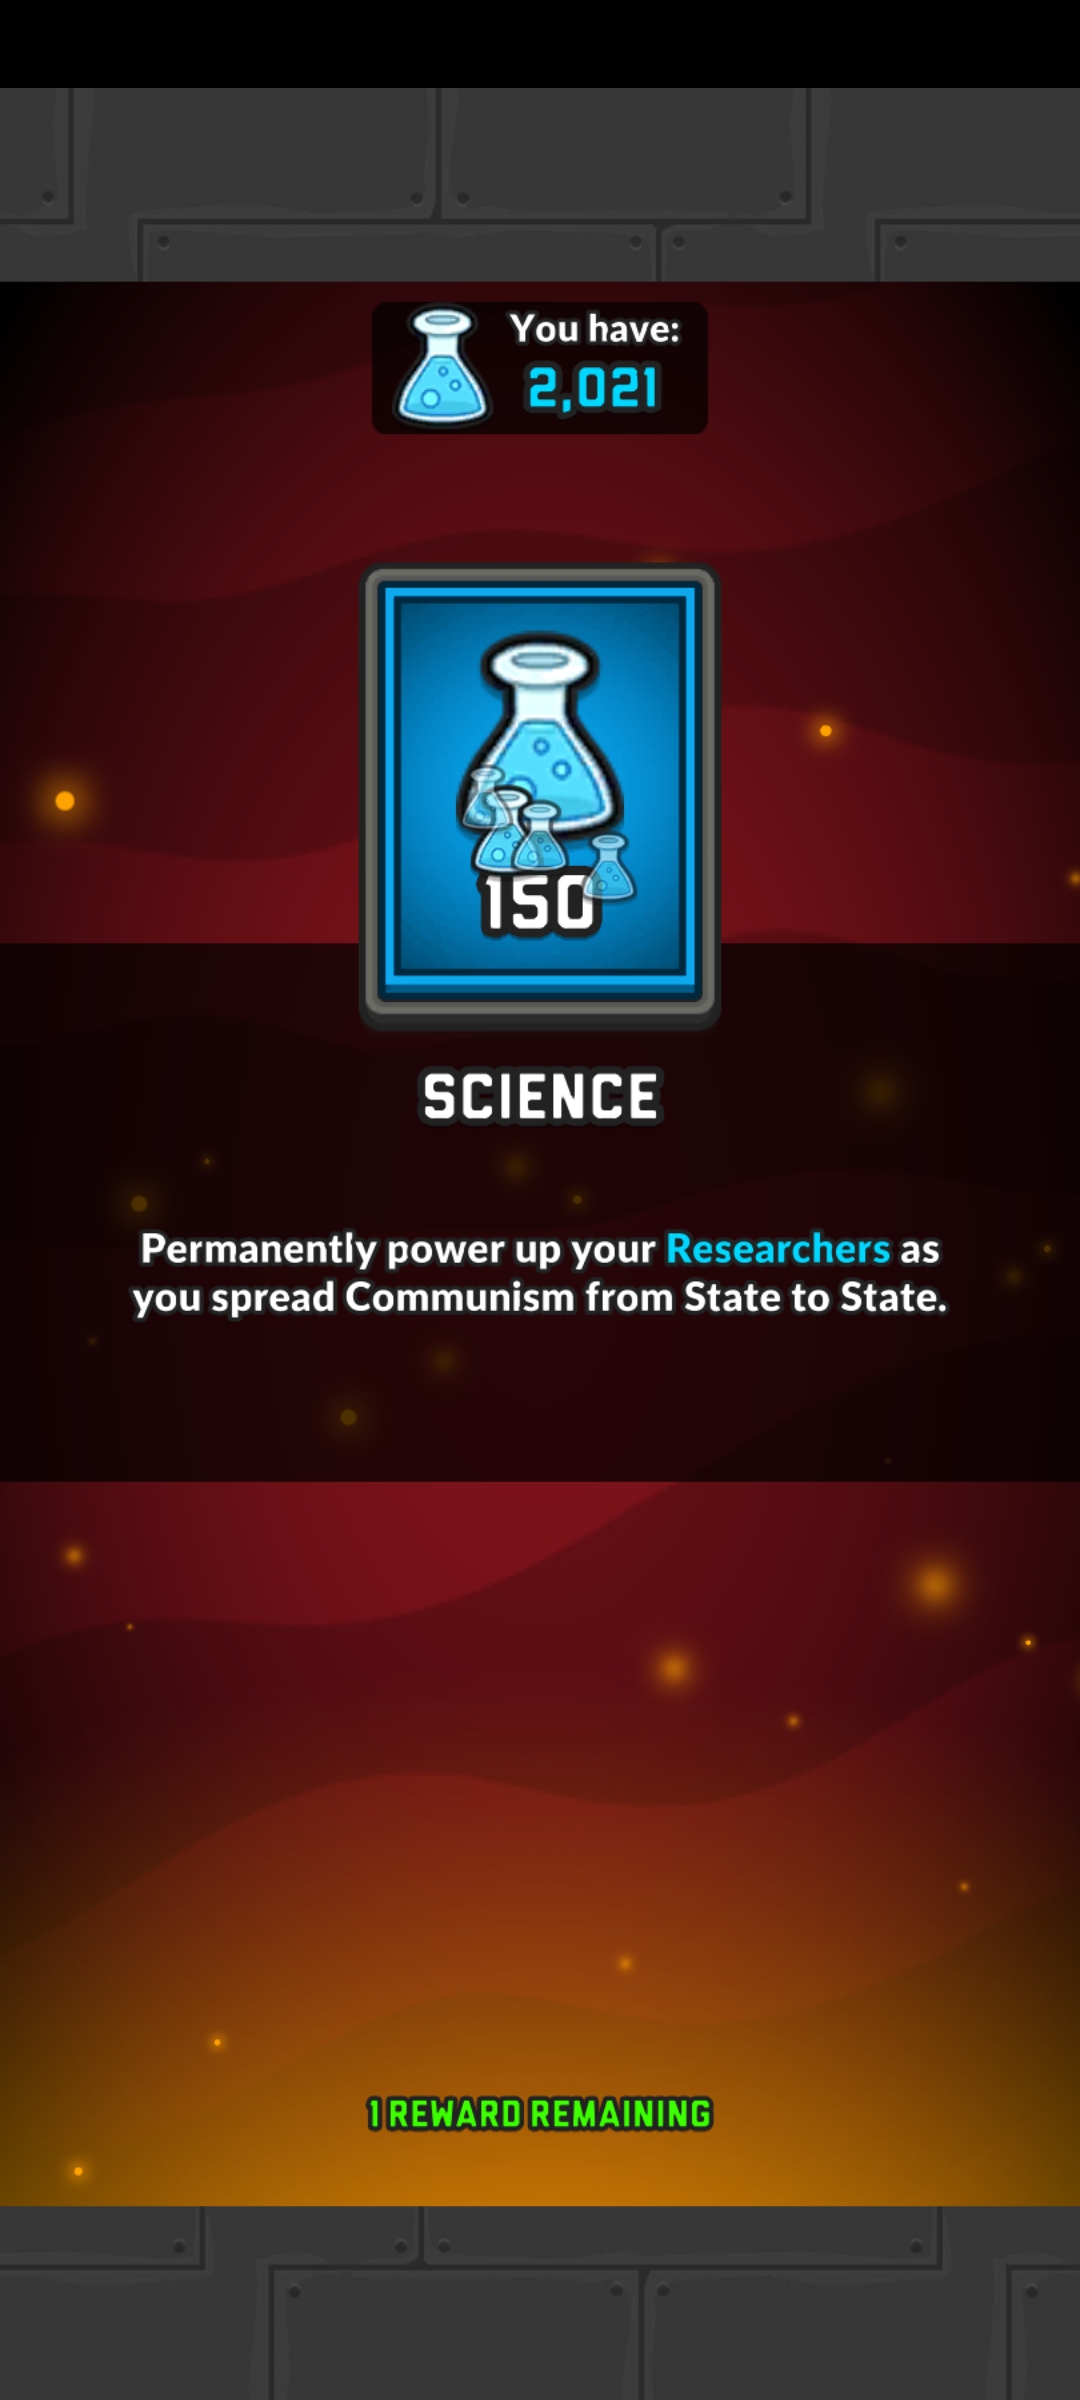 You have:
2,021
150
SCIENCE
Permanently power up your Researchers as
you spread Communism from State to State.
1 REWARD REMAINING